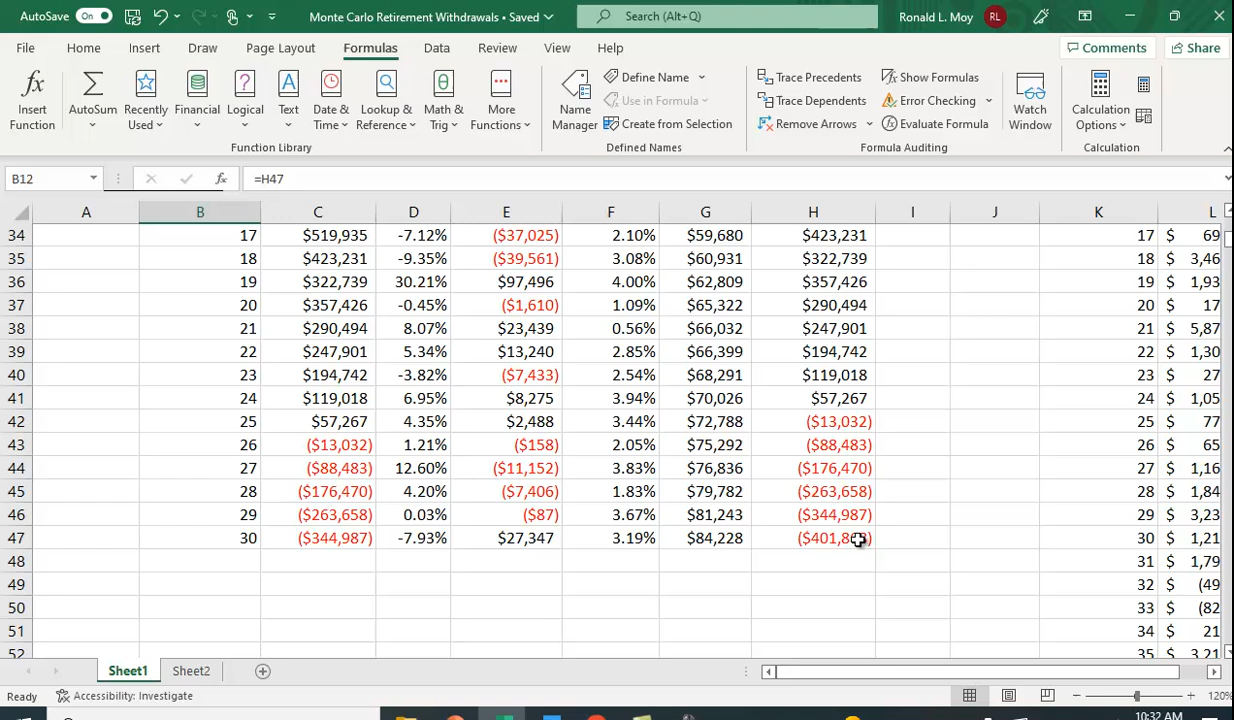 AutoSave On Monte Carlo Retirement Withdrawals • Saved Search (Alt+Q) Ronald L. Moy RL
File Home Insert Draw Page Layout Formulas Data Review View Help Comments Share
Insert Function AutoSum Recently Used Financial Logical Text Date & Time Lookup & Reference Math & Trig More Functions Name Manager Define Name Use in Formula Create from Selection Trace Precedents Trace Dependents Remove Arrows Show Formulas Error Checking Evaluate Formula Watch Window Calculation Options
Function Library Defined Names Formula Auditing Calculation
B12 fx =H47
A B C D E F G H I J K L
34 17 $519,935 -7.12% ($37,025) 2.10% $59,680 $423,231 17 $ 69
35 18 $423,231 -9.35% ($39,561) 3.08% $60,931 $322,739 18 $ 3,46
36 19 $322,739 30.21% $97,496 4.00% $62,809 $357,426 19 $ 1,93
37 20 $357,426 -0.45% ($1,610) 1.09% $65,322 $290,494 20 $ 17
38 21 $290,494 8.07% $23,439 0.56% $66,032 $247,901 21 $ 5,87
39 22 $247,901 5.34% $13,240 2.85% $66,399 $194,742 22 $ 1,30
40 23 $194,742 -3.82% ($7,433) 2.54% $68,291 $119,018 23 $ 27
41 24 $119,018 6.95% $8,275 3.94% $70,026 $57,267 24 $ 1,05
42 25 $57,267 4.35% $2,488 3.44% $72,788 ($13,032) 25 $ 77
43 26 ($13,032) 1.21% ($158) 2.05% $75,292 ($88,483) 26 $ 65
44 27 ($88,483) 12.60% ($11,152) 3.83% $76,836 ($176,470) 27 $ 1,16
45 28 ($176,470) 4.20% ($7,406) 1.83% $79,782 ($263,658) 28 $ 1,84
46 29 ($263,658) 0.03% ($87) 3.67% $81,243 ($344,987) 29 $ 3,23
47 30 ($344,987) -7.93% $27,347 3.19% $84,228 30 $ 1,21
48 31 $ 1,79
49 32 $ (49
50 33 $ (82
51 34 $ 21
52 35 $ 3,21
Sheet1 Sheet2
Ready Accessibility: Investigate 120%
10:32 AM